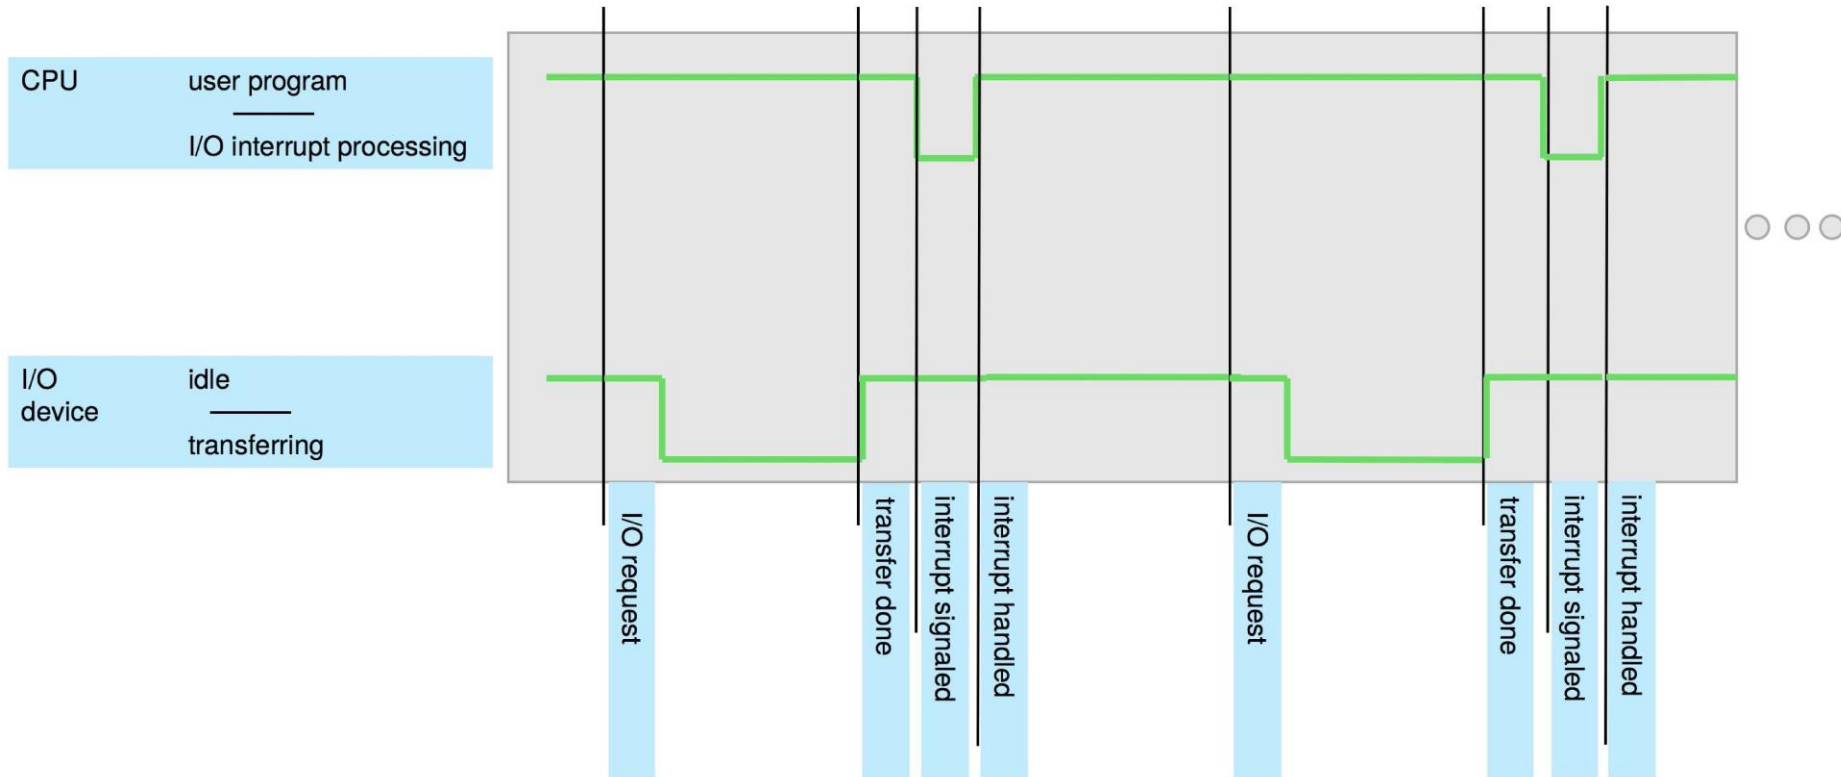 CPU
user program
I/O interrupt processing
I/O
device
idle
transferring
I/O request
transfer done
interrupt signaled
interrupt handled
I/O request
transfer done
interrupt signaled
interrupt handled